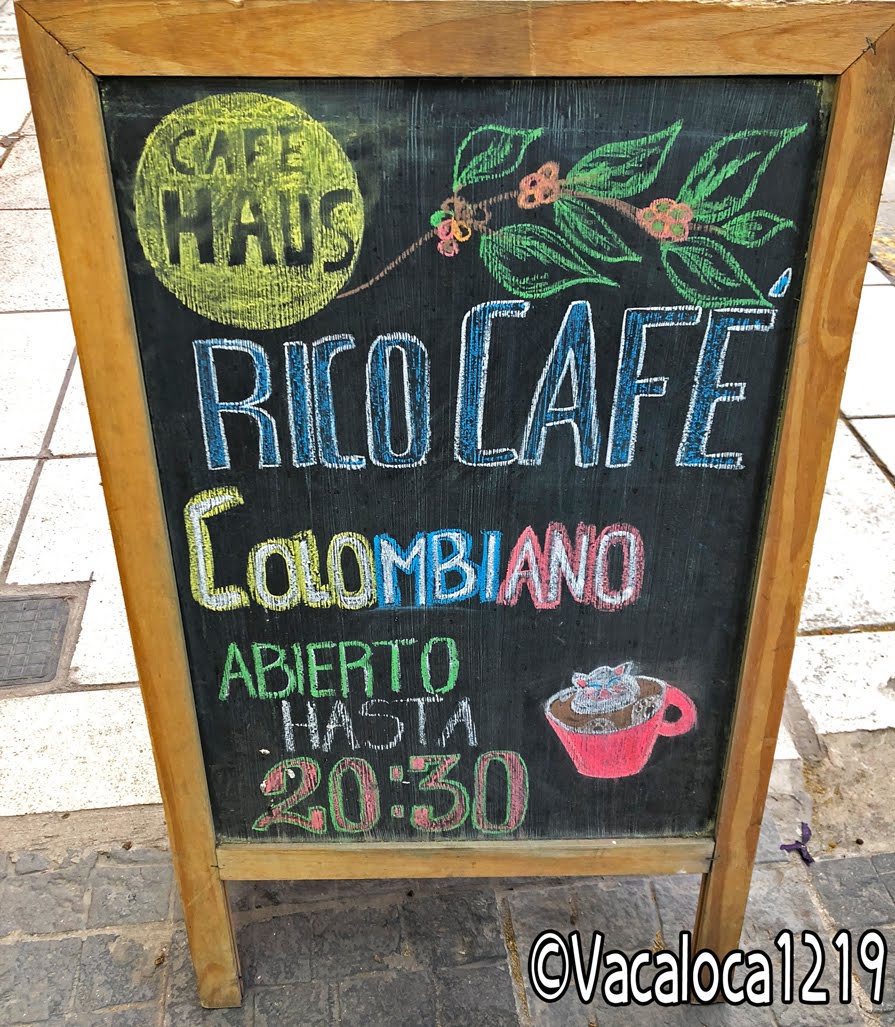 CAFE
HAUS
RICO CAFÉ
COLOMBIANO
ABIERTO
HASTA
20:30
©Vacaloca1219